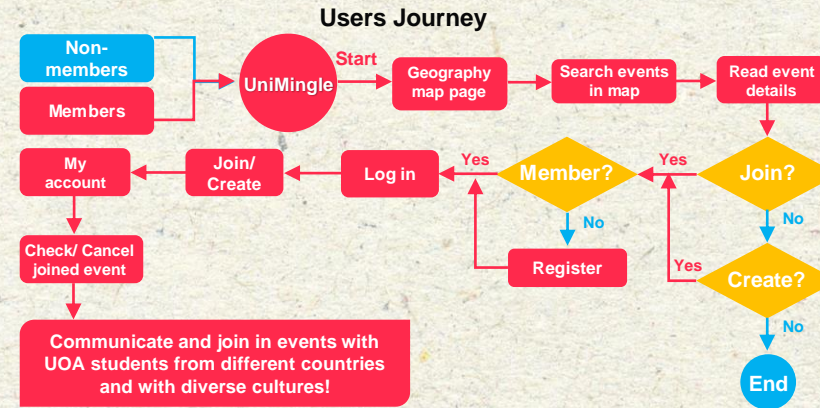 Users Journey
Non-
members
Members
UniMingle
Start
Geography
map page
Search events
in map
Read event
details
Join?
Yes
No
Create?
Yes
No
End
Member?
Yes
No
Register
Log in
Join/
Create
My
account
Check/ Cancel
joined event
Communicate and join in events with
UOA students from different countries
and with diverse cultures!